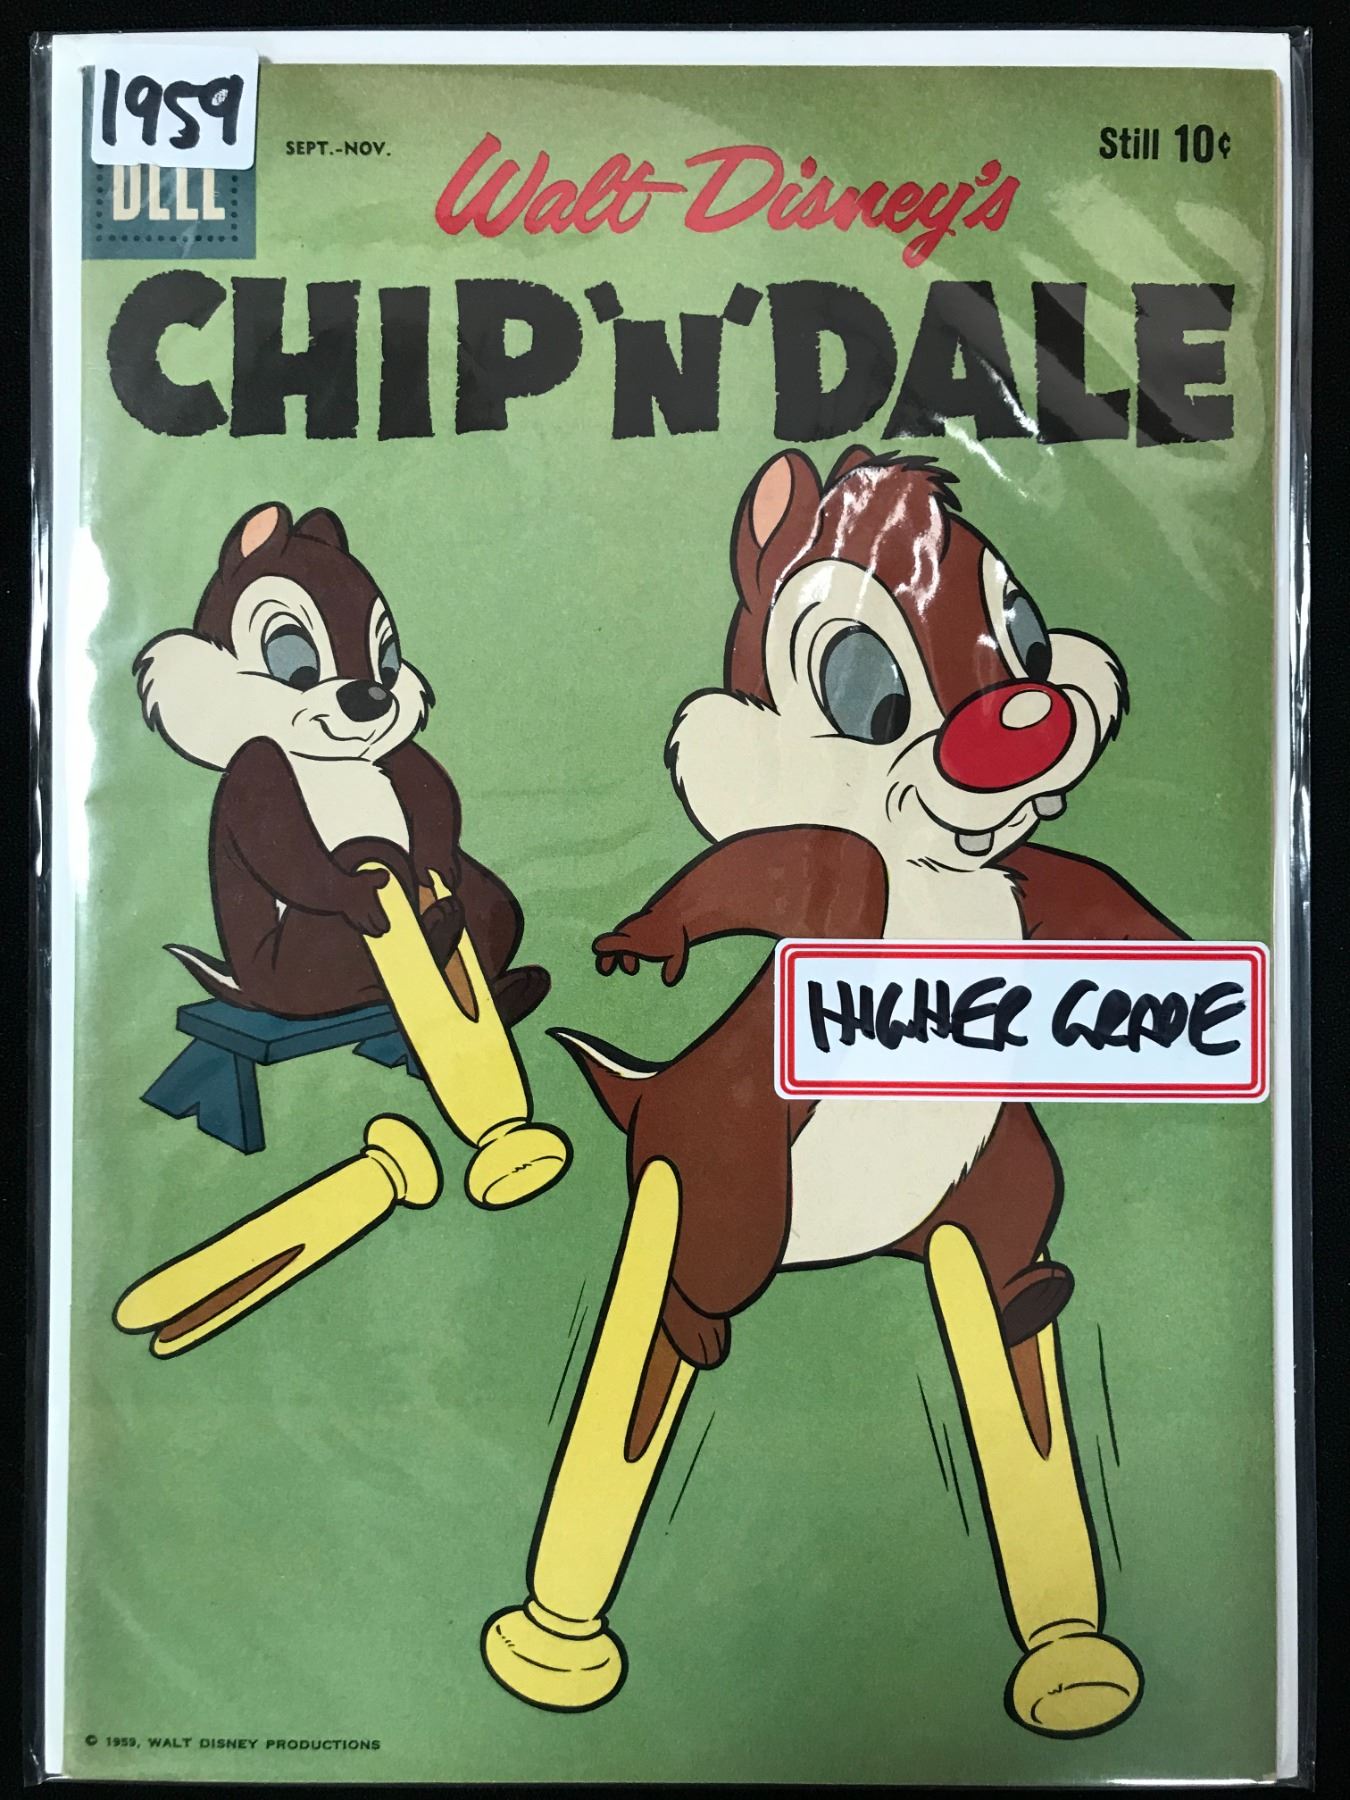 1959
DELL
SEPT.-NOV.
Still 10¢
Walt Disney's
CHIP 'N' DALE
HIGHER GRADE
© 1959, WALT DISNEY PRODUCTIONS